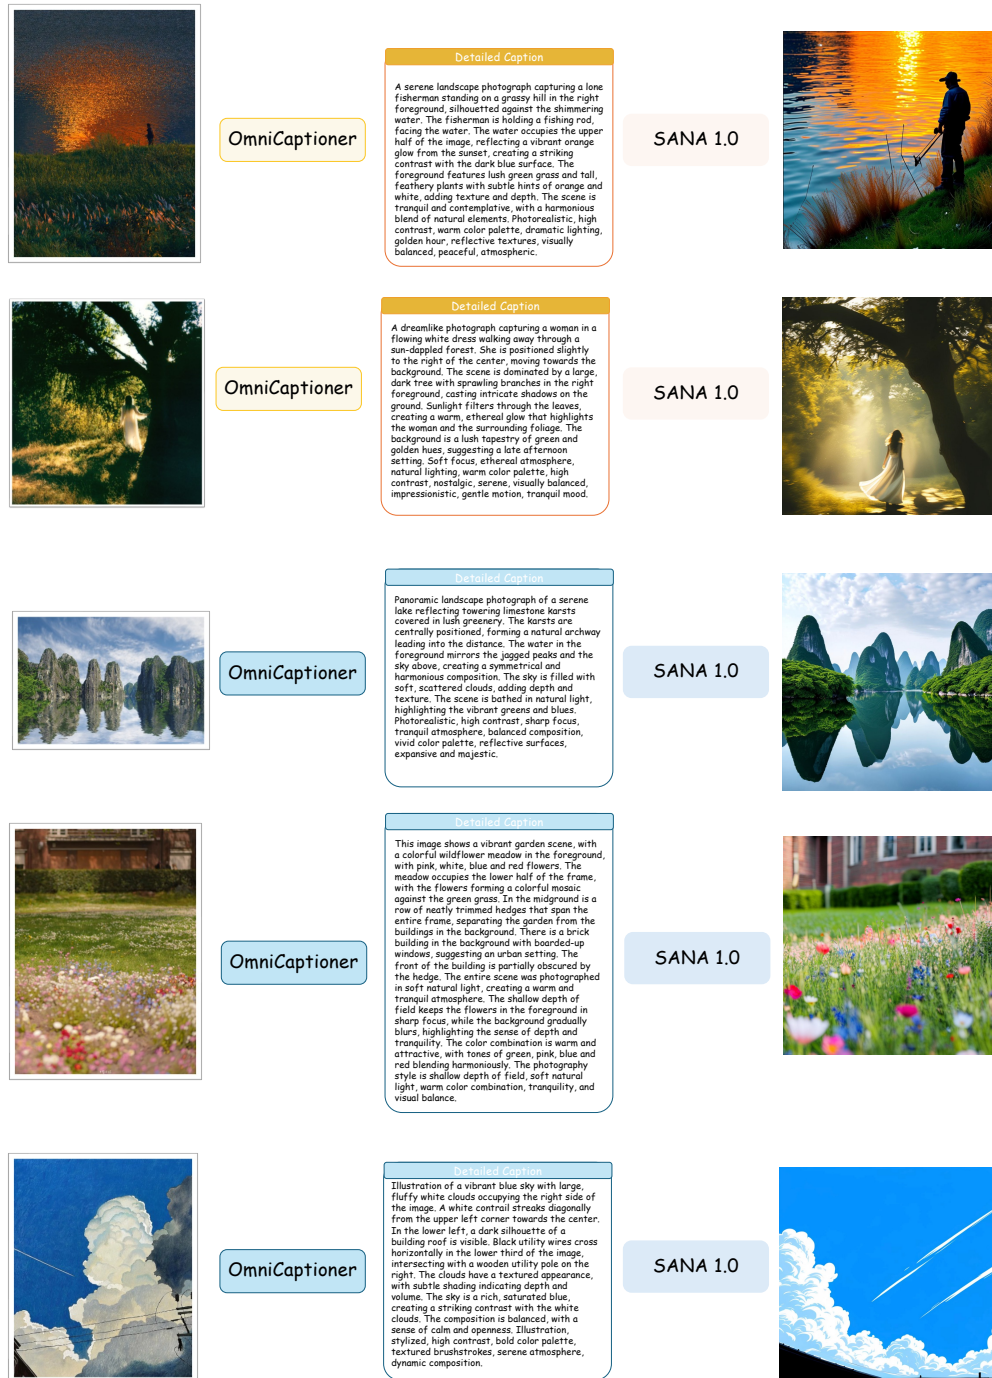 Detailed Caption
A serene landscape photograph capturing a lone
fisherman standing on a grassy hill in the right
foreground, silhouetted against the shimmering
water. The fisherman is holding a fishing rod,
facing the water. The water occupies the upper
half of the image, reflecting a vibrant orange
glow from the sunset, creating a striking
contrast with the dark blue surface. The
foreground features lush green grass and tall,
feathery plants with subtle hints of orange and
white, adding texture and depth. The scene is
tranquil and contemplative, with a harmonious
blend of natural elements. Photorealistic, high
contrast, warm color palette, dramatic lighting,
golden hour, reflective textures, visually
balanced, peaceful, atmospheric.
OmniCaptioner
SANA 1.0
Detailed Caption
A dreamlike photograph capturing a woman in a
flowing white dress walking away through a
sun-dappled forest. She is positioned slightly
to the right of the center, moving towards the
background. The scene is dominated by a large,
dark tree with sprawling branches in the right
foreground, casting intricate shadows on the
ground. Sunlight filters through the leaves,
creating a warm, ethereal glow that highlights
the woman and the surrounding foliage. The
background is a lush tapestry of green and
golden hues, suggesting a late afternoon
setting. Soft focus, ethereal atmosphere,
natural lighting, warm color palette, high
contrast, nostalgic, serene, visually balanced,
impressionistic, gentle motion, tranquil mood.
OmniCaptioner
SANA 1.0
Detailed Caption
Panoramic landscape photograph of a serene
lake reflecting towering limestone karsts
covered in lush greenery. The karsts are
centrally positioned, forming a natural archway
leading into the distance. The water in the
foreground mirrors the jagged peaks and the
sky above, creating a symmetrical and
harmonious composition. The sky is filled with
soft, scattered clouds, adding depth and
texture. The scene is bathed in natural light,
highlighting the vibrant greens and blues.
Photorealistic, high contrast, sharp focus,
tranquil atmosphere, balanced composition,
vivid color palette, reflective surfaces,
expansive and majestic.
OmniCaptioner
SANA 1.0
Detailed Caption
This image shows a vibrant garden scene, with
a colorful wildflower meadow in the foreground,
with pink, white, blue and red flowers. The
meadow occupies the lower half of the frame,
with the flowers forming a colorful mosaic
against the green grass. In the midground is a
row of neatly trimmed hedges that span the
entire frame, separating the garden from the
buildings in the background. There is a brick
building in the background with boarded-up
windows, suggesting an urban setting. The
front of the building is partially obscured by
the hedge. The entire scene was photographed
in soft natural light, creating a warm and
tranquil atmosphere. The shallow depth of
field keeps the flowers in the foreground in
sharp focus, while the background gradually
blurs, highlighting the sense of depth and
tranquility. The color combination is warm and
attractive, with tones of green, pink, blue and
red blending harmoniously. The photography
style is shallow depth of field, soft natural
light, warm color combination, tranquility, and
visual balance.
OmniCaptioner
SANA 1.0
Detailed Caption
Illustration of a vibrant blue sky with large,
fluffy white clouds occupying the right side of
the image. A white contrail streaks diagonally
from the upper left corner towards the center.
In the lower left, a dark silhouette of a
building roof is visible. Black utility wires cross
horizontally in the lower third of the image,
intersecting with a wooden utility pole on the
right. The clouds have a textured appearance,
with subtle shading indicating depth and
volume. The sky is a rich, saturated blue,
creating a striking contrast with the white
clouds. The composition is balanced, with a
sense of calm and openness. Illustration,
stylized, high contrast, bold color palette,
textured brushstrokes, serene atmosphere,
dynamic composition.
OmniCaptioner
SANA 1.0